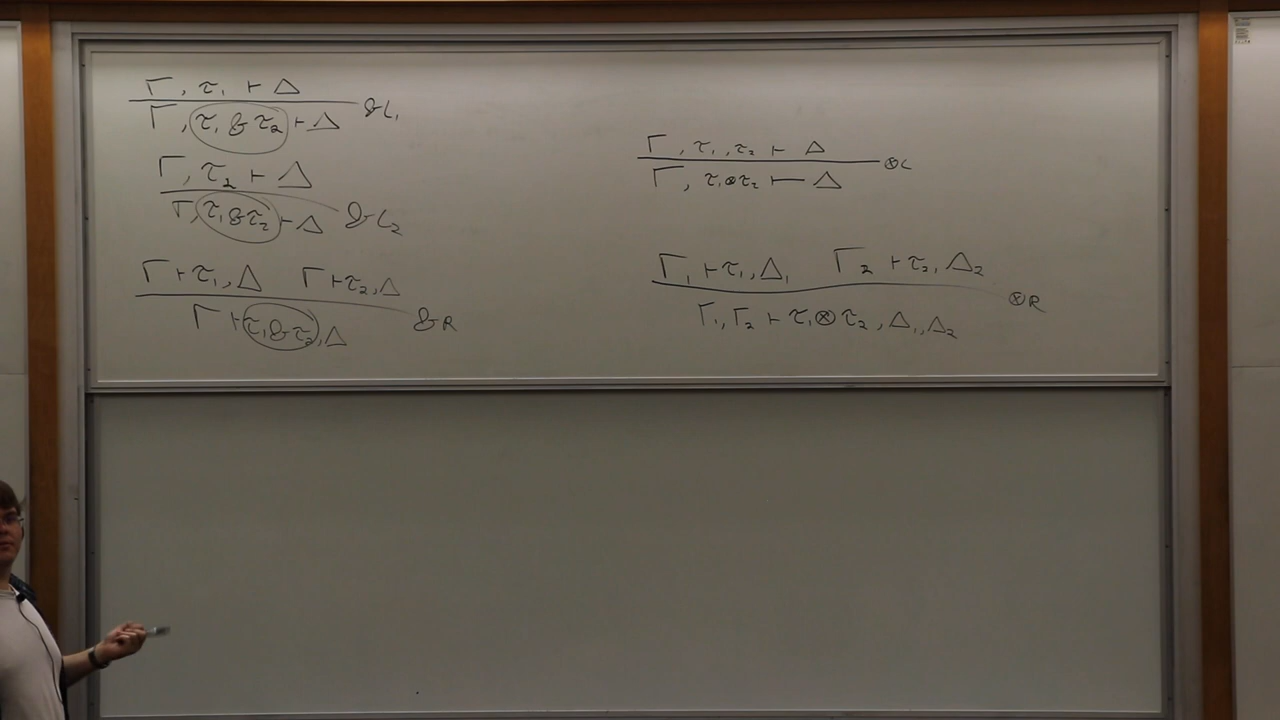 Γ, τ₁ ⊢ Δ
Γ, τ₁ & τ₂ ⊢ Δ &L₁
Γ, τ₂ ⊢ Δ
Γ, τ₁ & τ₂ ⊢ Δ &L₂
Γ ⊢ τ₁, Δ Γ ⊢ τ₂, Δ
Γ ⊢ τ₁ & τ₂, Δ &R
Γ, τ₁, τ₂ ⊢ Δ
Γ, τ₁ ⊗ τ₂ ⊢ Δ ⊗L
Γ₁ ⊢ τ₁, Δ₁ Γ₂ ⊢ τ₂, Δ₂
Γ₁, Γ₂ ⊢ τ₁ ⊗ τ₂, Δ₁, Δ₂ ⊗R